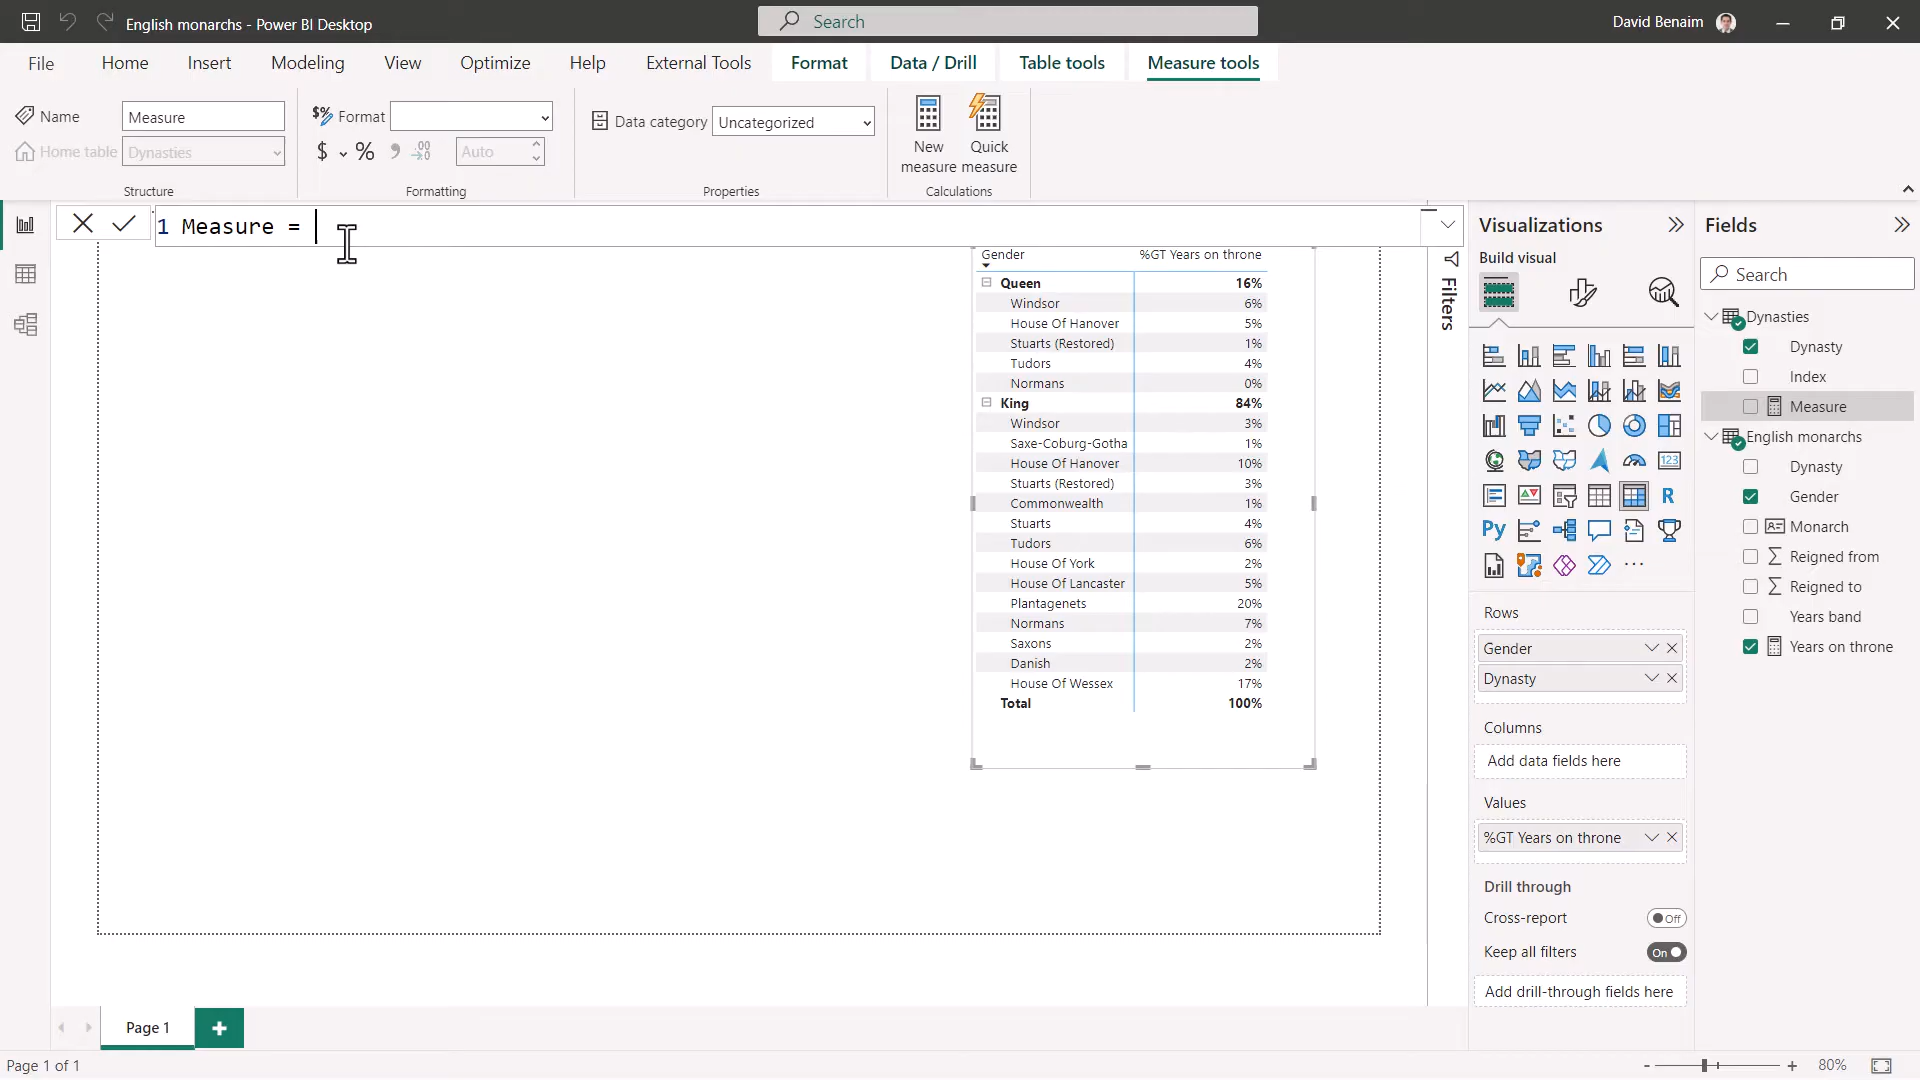 English monarchs - Power BI Desktop
Search
David Benaim
File Home Insert Modeling View Optimize Help External Tools Format Data / Drill Table tools Measure tools
Name Measure
Home table Dynasties
Structure
$% Format
$ % , .00
Auto
Formatting
Data category Uncategorized
Properties
New measure
Quick measure
Calculations
1 Measure =
Gender %GT Years on throne
Queen 16%
Windsor 6%
House Of Hanover 5%
Stuarts (Restored) 1%
Tudors 4%
Normans 0%
King 84%
Windsor 3%
Saxe-Coburg-Gotha 1%
House Of Hanover 10%
Stuarts (Restored) 3%
Commonwealth 1%
Stuarts 4%
Tudors 6%
House Of York 2%
House Of Lancaster 5%
Plantagenets 20%
Normans 7%
Saxons 2%
Danish 2%
House Of Wessex 17%
Total 100%
Filters
Visualizations
Build visual
123
R
Py
Rows
Gender
Dynasty
Columns
Add data fields here
Values
%GT Years on throne
Drill through
Cross-report Off
Keep all filters On
Add drill-through fields here
Fields
Search
Dynasties
Dynasty
Index
Measure
English monarchs
Dynasty
Gender
Monarch
Reigned from
Reigned to
Years band
Years on throne
Page 1
Page 1 of 1
- + 80%